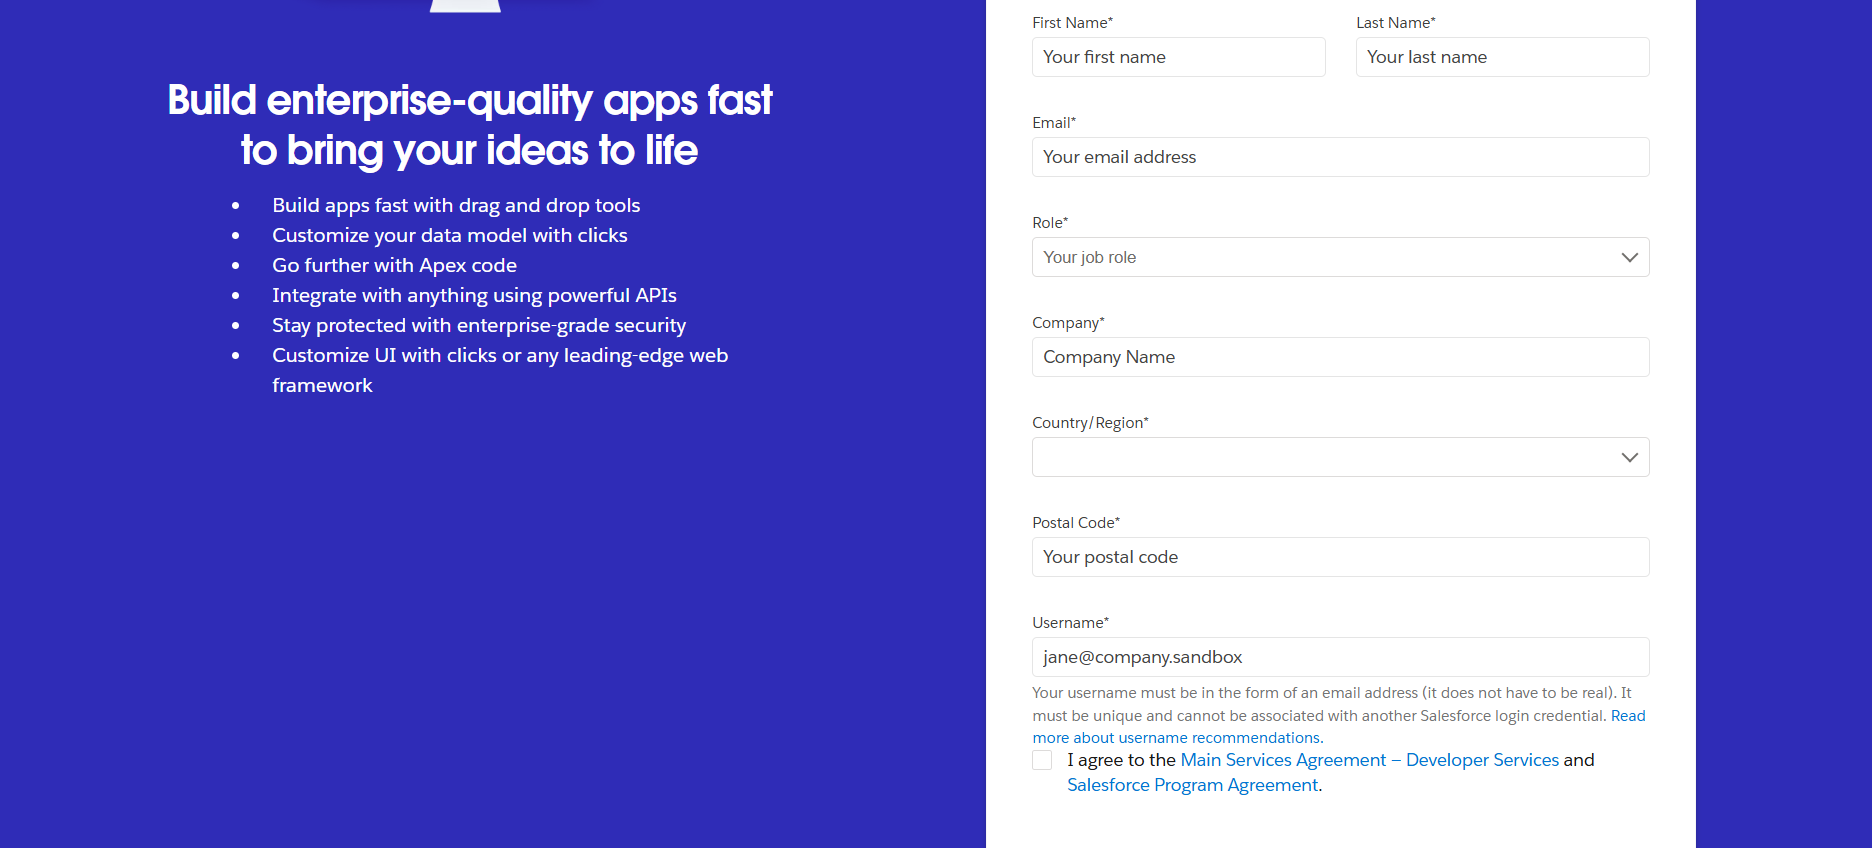 Build enterprise-quality apps fast
to bring your ideas to life
• Build apps fast with drag and drop tools
• Customize your data model with clicks
• Go further with Apex code
• Integrate with anything using powerful APIs
• Stay protected with enterprise-grade security
• Customize UI with clicks or any leading-edge web
framework
First Name* Last Name*
Your first name Your last name
Email*
Your email address
Role*
Your job role
Company*
Company Name
Country/Region*
Postal Code*
Your postal code
Username*
jane@company.sandbox
Your username must be in the form of an email address (it does not have to be real). It
must be unique and cannot be associated with another Salesforce login credential. Read
more about username recommendations.
I agree to the Main Services Agreement – Developer Services and
Salesforce Program Agreement.